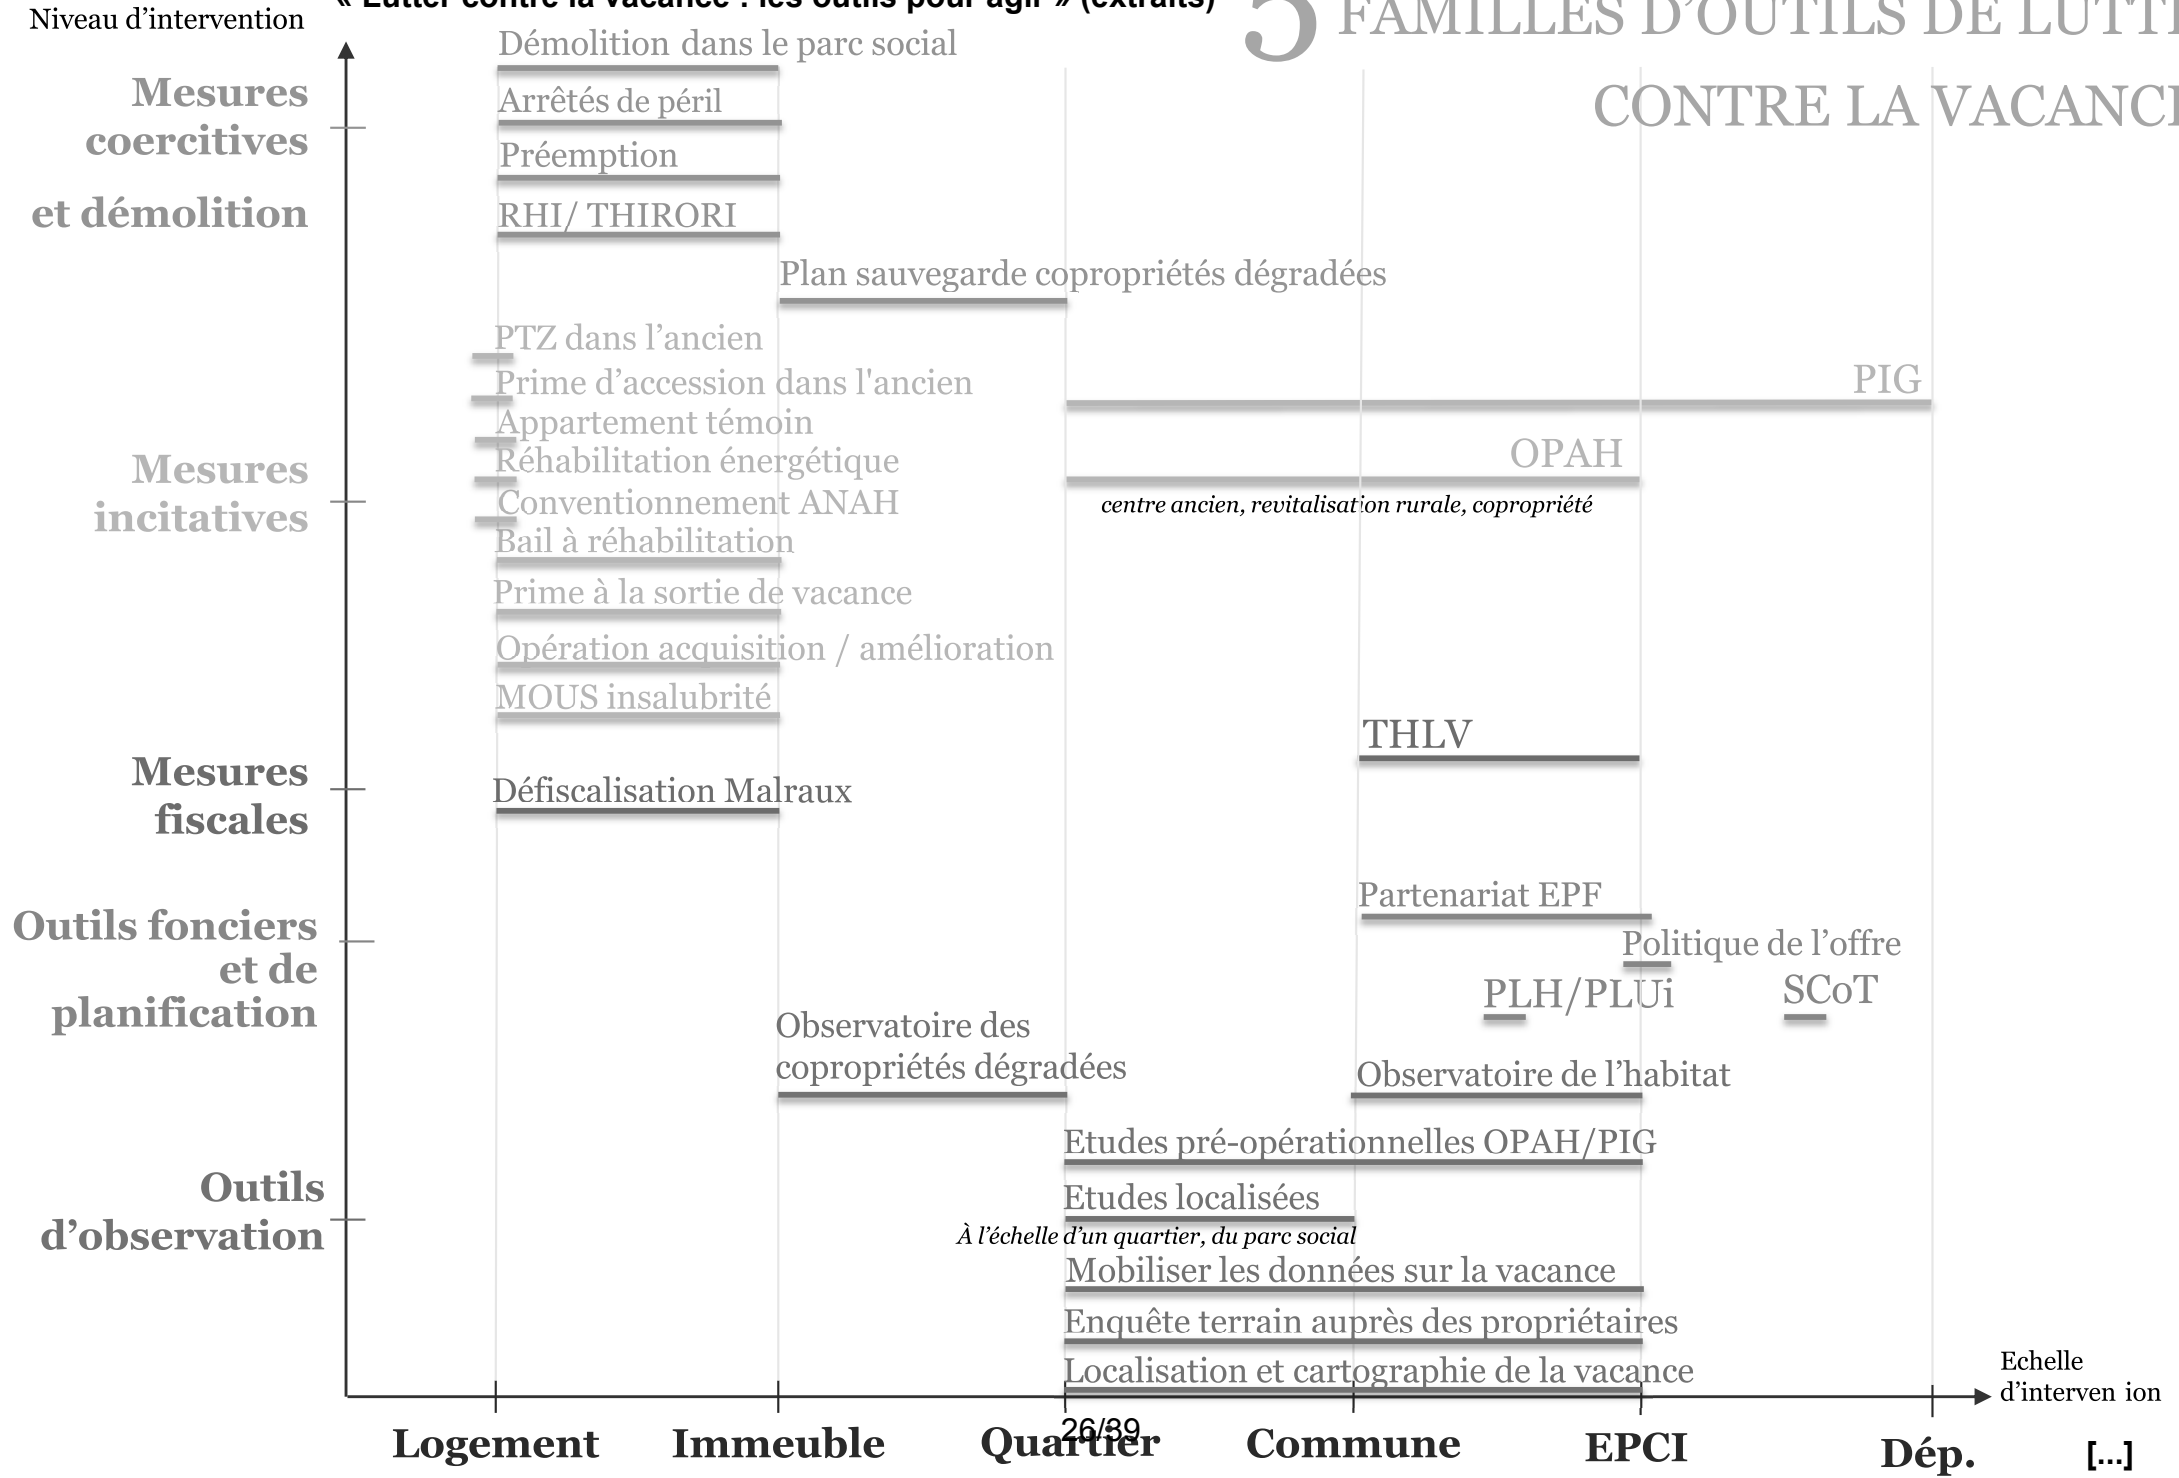 « Lutter contre la vacance : les outils pour agir » (extraits)
5 FAMILLES D’OUTILS DE LUTTE
CONTRE LA VACANCE
Niveau d’intervention
Mesures
coercitives
et démolition
Démolition dans le parc social
Arrêtés de péril
Préemption
RHI/ THIRORI
Plan sauvegarde copropriétés dégradées
Mesures
incitatives
PTZ dans l’ancien
Prime d’accession dans l'ancien
Appartement témoin
Réhabilitation énergétique
Conventionnement ANAH
Bail à réhabilitation
Prime à la sortie de vacance
Opération acquisition / amélioration
MOUS insalubrité
PIG
OPAH
centre ancien, revitalisation rurale, copropriété
Mesures
fiscales
THLV
Défiscalisation Malraux
Outils fonciers
et de
planification
Partenariat EPF
Politique de l’offre
PLH/PLUi
SCoT
Outils
d’observation
Observatoire des
copropriétés dégradées
Observatoire de l’habitat
Etudes pré-opérationnelles OPAH/PIG
Etudes localisées
À l’échelle d’un quartier, du parc social
Mobiliser les données sur la vacance
Enquête terrain auprès des propriétaires
Localisation et cartographie de la vacance
Echelle
d’interven ion
Logement Immeuble Quartier Commune EPCI Dép.
26/39
[...]